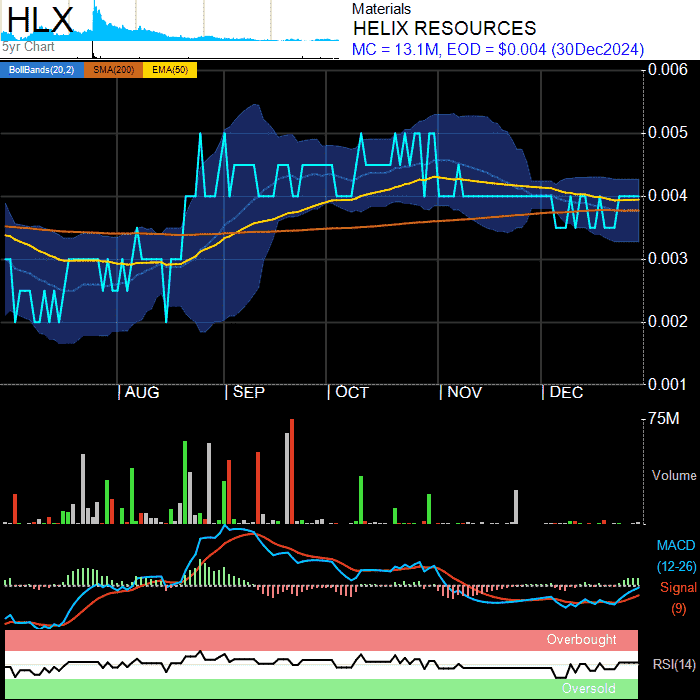 HLX
5yr Chart
Materials
HELIX RESOURCES
MC = 13.1M, EOD = $0.004 (30Dec2024)
BollBands(20,2) SMA(200) EMA(50)
0.006
0.005
0.004
0.003
0.002
0.001
AUG SEP OCT NOV DEC
75M
Volume
MACD
(12-26)
Signal
(9)
Overbought
RSI(14)
Oversold